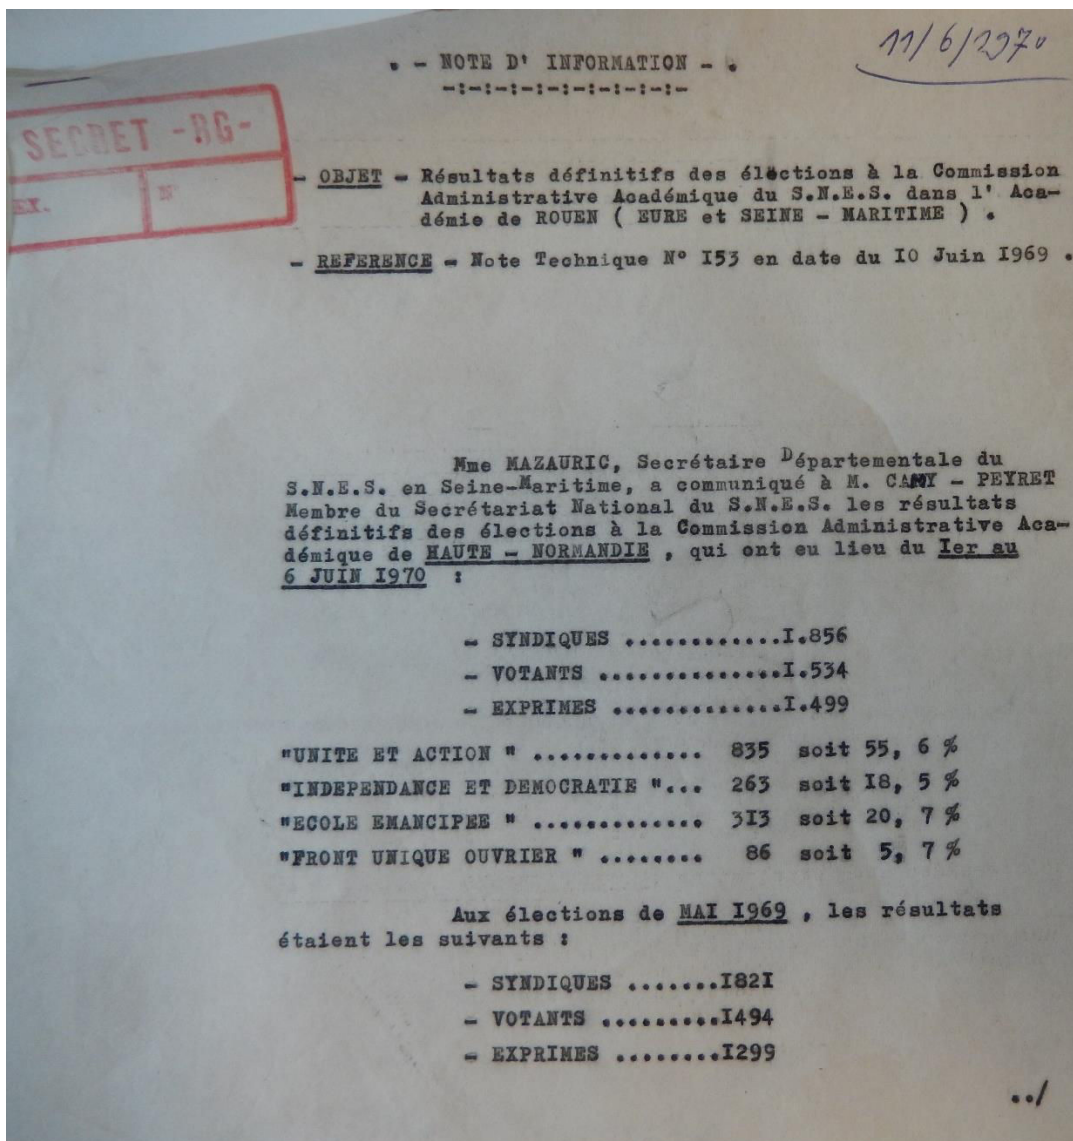 11/6/1970
. - NOTE D' INFORMATION - .
-:-:-:-:-:-:-:-:-:-:-
SECRET -RG-
EX.
N°
- OBJET - Résultats définitifs des élections à la Commission
Administrative Académique du S.N.E.S. dans l' Aca-
démie de ROUEN ( EURE et SEINE - MARITIME ) .
- REFERENCE - Note Technique N° I53 en date du I0 Juin I969 .
Mme MAZAURIC, Secrétaire Départementale du
S.N.E.S. en Seine-Maritime, a communiqué à M. CAMY - PEYRET
Membre du Secrétariat National du S.N.E.S. les résultats
définitifs des élections à la Commission Administrative Aca-
démique de HAUTE - NORMANDIE , qui ont eu lieu du Ier au
6 JUIN I970 :
- SYNDIQUES ............I.856
- VOTANTS ..............I.534
- EXPRIMES .............I.499
"UNITE ET ACTION " ............. 835 soit 55, 6 %
"INDEPENDANCE ET DEMOCRATIE "... 263 soit I8, 5 %
"ECOLE EMANCIPEE " ............. 3I3 soit 20, 7 %
"FRONT UNIQUE OUVRIER " ........ 86 soit 5, 7 %
Aux élections de MAI I969 , les résultats
étaient les suivants :
- SYNDIQUES .......I82I
- VOTANTS .........I494
- EXPRIMES ........I299
../